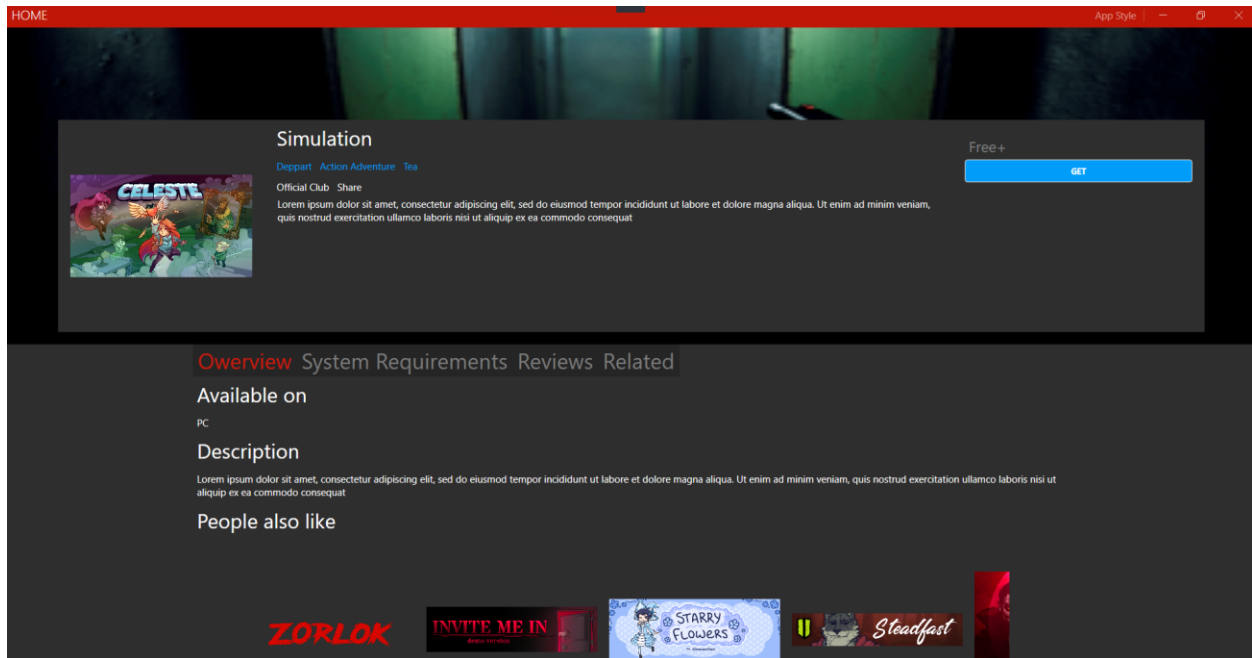 HOME
App Style
Simulation
Free+
Deppart Action Adventure Tea
GET
Official Club Share
Lorem ipsum dolor sit amet, consectetur adipiscing elit, sed do eiusmod tempor incididunt ut labore et dolore magna aliqua. Ut enim ad minim veniam,
quis nostrud exercitation ullamco laboris nisi ut aliquip ex ea commodo consequat
CELESTE
Owerview System Requirements Reviews Related
Available on
PC
Description
Lorem ipsum dolor sit amet, consectetur adipiscing elit, sed do eiusmod tempor incididunt ut labore et dolore magna aliqua. Ut enim ad minim veniam, quis nostrud exercitation ullamco laboris nisi ut
aliquip ex ea commodo consequat
People also like
ZORLOK
INVITE ME IN
demo version
STARRY
FLOWERS
Steadfast